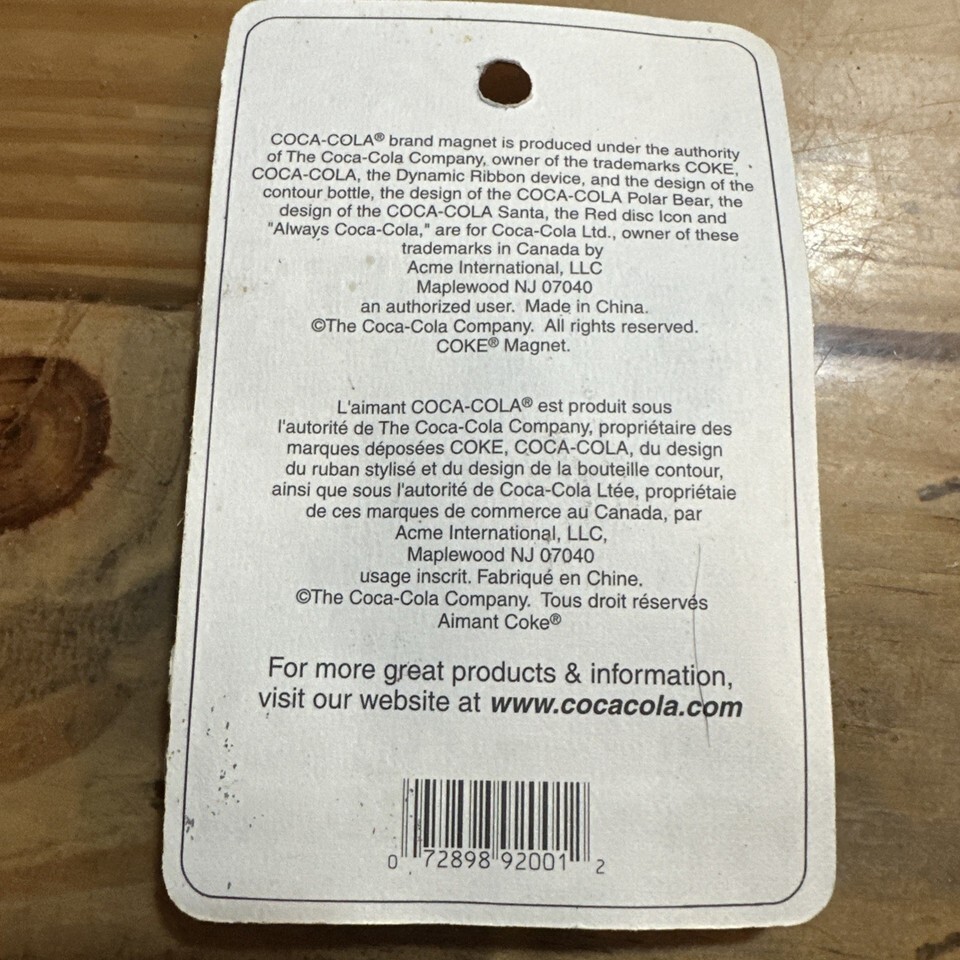 COCA-COLA® brand magnet is produced under the authority
of The Coca-Cola Company, owner of the trademarks COKE,
COCA-COLA, the Dynamic Ribbon device, and the design of the
contour bottle, the design of the COCA-COLA Polar Bear, the
design of the COCA-COLA Santa, the Red disc Icon and
"Always Coca-Cola," are for Coca-Cola Ltd., owner of these
trademarks in Canada by
Acme International, LLC
Maplewood NJ 07040
an authorized user. Made in China.
©The Coca-Cola Company. All rights reserved.
COKE® Magnet.
L'aimant COCA-COLA® est produit sous
l'autorité de The Coca-Cola Company, propriétaire des
marques déposées COKE, COCA-COLA, du design
du ruban stylisé et du design de la bouteille contour,
ainsi que sous l'autorité de Coca-Cola Ltée, propriétaie
de ces marques de commerce au Canada, par
Acme International, LLC,
Maplewood NJ 07040
usage inscrit. Fabriqué en Chine.
©The Coca-Cola Company. Tous droit réservés
Aimant Coke®
For more great products & information,
visit our website at www.cocacola.com
0 72898 92001 2